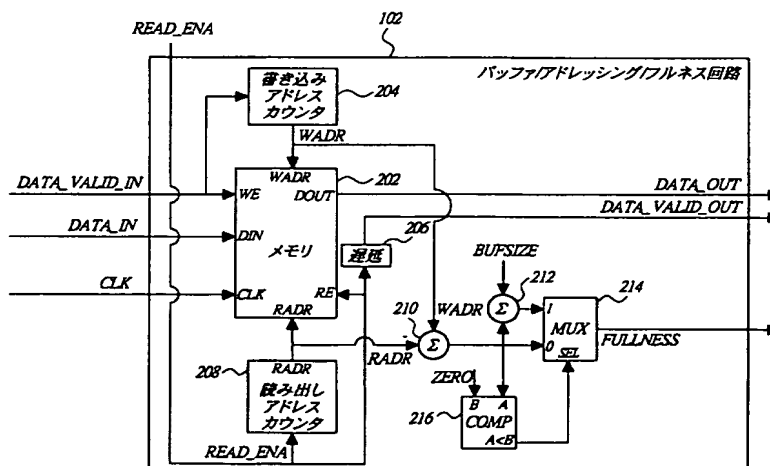 READ_ENA
102
バッファ/アドレッシング/フルネス回路
書き込み
アドレス
カウンタ
204
WADR
WADR
202
DATA_VALID_IN
WE
DOUT
DATA_OUT
DATA_VALID_OUT
206
DATA_IN
DIN
メモリ
遅延
BUFSIZE
CLK
CLK
RE
RADR
210
WADR
Σ
212
214
1
MUX
0
SEL
FULLNESS
RADR
Σ
208
RADR
読み出し
アドレス
カウンタ
ZERO
B
A
216
COMP
A<B
READ_ENA